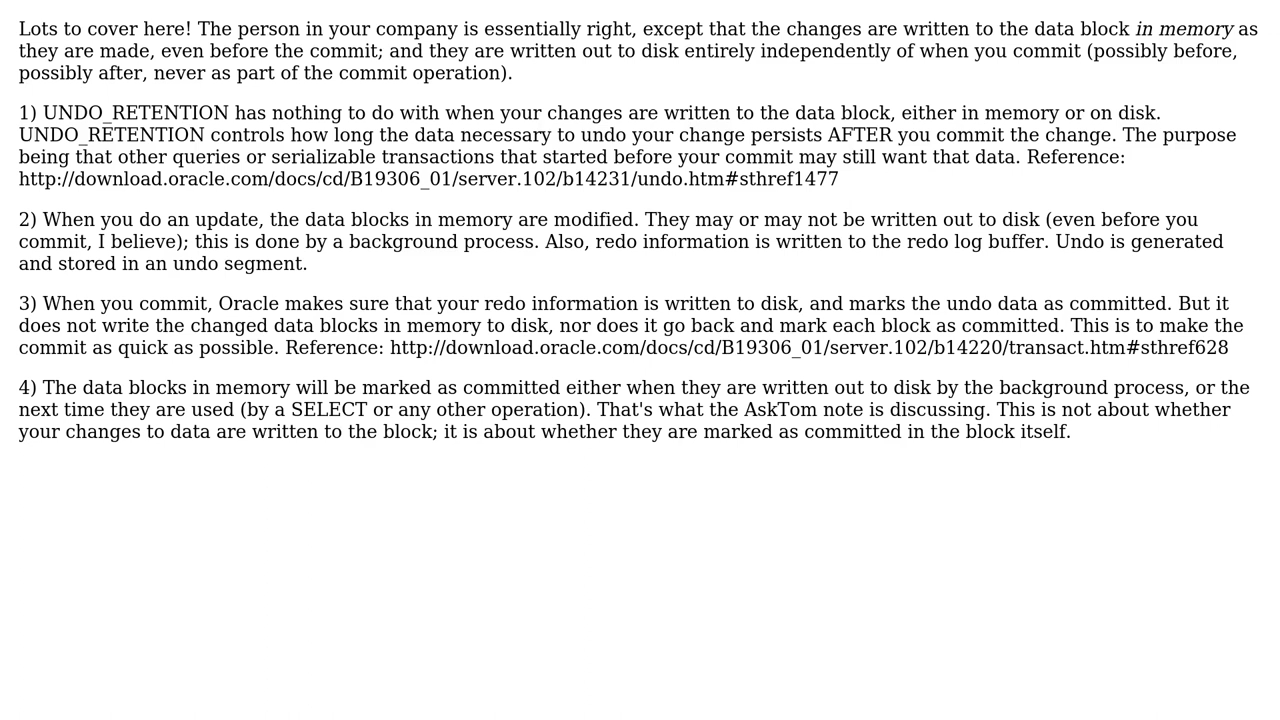 Lots to cover here! The person in your company is essentially right, except that the changes are written to the data block in memory as
they are made, even before the commit; and they are written out to disk entirely independently of when you commit (possibly before,
possibly after, never as part of the commit operation).
1) UNDO_RETENTION has nothing to do with when your changes are written to the data block, either in memory or on disk.
UNDO_RETENTION controls how long the data necessary to undo your change persists AFTER you commit the change. The purpose
being that other queries or serializable transactions that started before your commit may still want that data. Reference:
http://download.oracle.com/docs/cd/B19306_01/server.102/b14231/undo.htm#sthref1477
2) When you do an update, the data blocks in memory are modified. They may or may not be written out to disk (even before you
commit, I believe); this is done by a background process. Also, redo information is written to the redo log buffer. Undo is generated
and stored in an undo segment.
3) When you commit, Oracle makes sure that your redo information is written to disk, and marks the undo data as committed. But it
does not write the changed data blocks in memory to disk, nor does it go back and mark each block as committed. This is to make the
commit as quick as possible. Reference: http://download.oracle.com/docs/cd/B19306_01/server.102/b14220/transact.htm#sthref628
4) The data blocks in memory will be marked as committed either when they are written out to disk by the background process, or the
next time they are used (by a SELECT or any other operation). That's what the AskTom note is discussing. This is not about whether
your changes to data are written to the block; it is about whether they are marked as committed in the block itself.